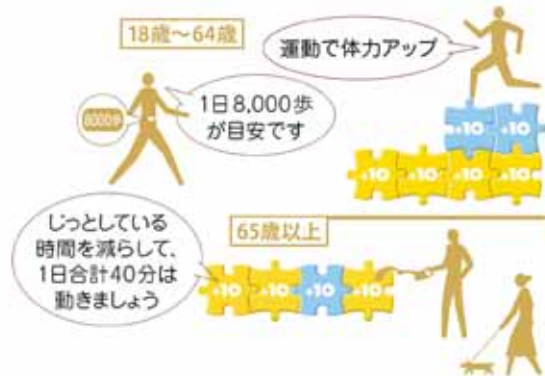 18歳～64歳
運動で体力アップ
8000歩
1日8,000歩
が目安です
+10 +10
+10 +10 +10 +10
じっとしている
時間を減らして、
1日合計40分は
動きましょう
65歳以上
+10 +10 +10 +10